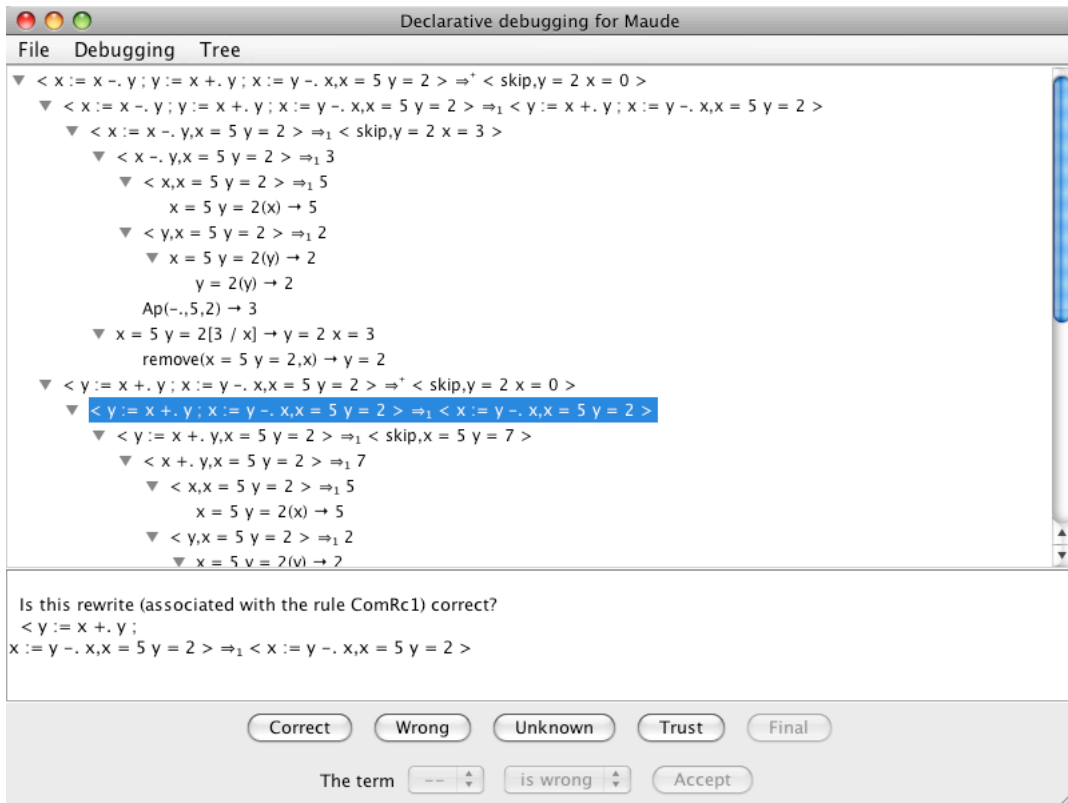 Declarative debugging for Maude
File Debugging Tree
▼ < x := x -. y ; y := x +. y ; x := y -. x,x = 5 y = 2 > ⇒⁺ < skip,y = 2 x = 0 >
▼ < x := x -. y ; y := x +. y ; x := y -. x,x = 5 y = 2 > ⇒₁ < y := x +. y ; x := y -. x,x = 5 y = 2 >
▼ < x := x -. y,x = 5 y = 2 > ⇒₁ < skip,y = 2 x = 3 >
▼ < x -. y,x = 5 y = 2 > ⇒₁ 3
▼ < x,x = 5 y = 2 > ⇒₁ 5
x = 5 y = 2(x) → 5
▼ < y,x = 5 y = 2 > ⇒₁ 2
▼ x = 5 y = 2(y) → 2
y = 2(y) → 2
Ap(-.,5,2) → 3
▼ x = 5 y = 2[3 / x] → y = 2 x = 3
remove(x = 5 y = 2,x) → y = 2
▼ < y := x +. y ; x := y -. x,x = 5 y = 2 > ⇒⁺ < skip,y = 2 x = 0 >
▼ < y := x +. y ; x := y -. x,x = 5 y = 2 > ⇒₁ < x := y -. x,x = 5 y = 2 >
▼ < y := x +. y,x = 5 y = 2 > ⇒₁ < skip,x = 5 y = 7 >
▼ < x +. y,x = 5 y = 2 > ⇒₁ 7
▼ < x,x = 5 y = 2 > ⇒₁ 5
x = 5 y = 2(x) → 5
▼ < y,x = 5 y = 2 > ⇒₁ 2
▼ x = 5 y = 2(y) → 2
Is this rewrite (associated with the rule ComRc1) correct?
< y := x +. y ;
x := y -. x,x = 5 y = 2 > ⇒₁ < x := y -. x,x = 5 y = 2 >
Correct Wrong Unknown Trust Final
The term -- is wrong Accept